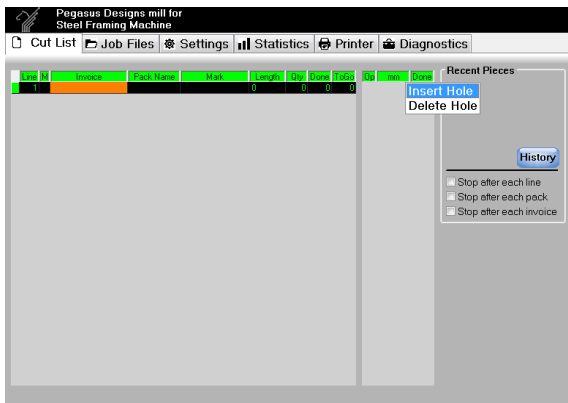 Pegasus Designs mill for
Steel Framing Machine
Cut List Job Files Settings Statistics Printer Diagnostics
Line M Invoice Pack Name Mark Length Qty Done ToGo Op mm Done
1 0 0 0 0
Insert Hole
Delete Hole
Recent Pieces
History
Stop after each line
Stop after each pack
Stop after each invoice